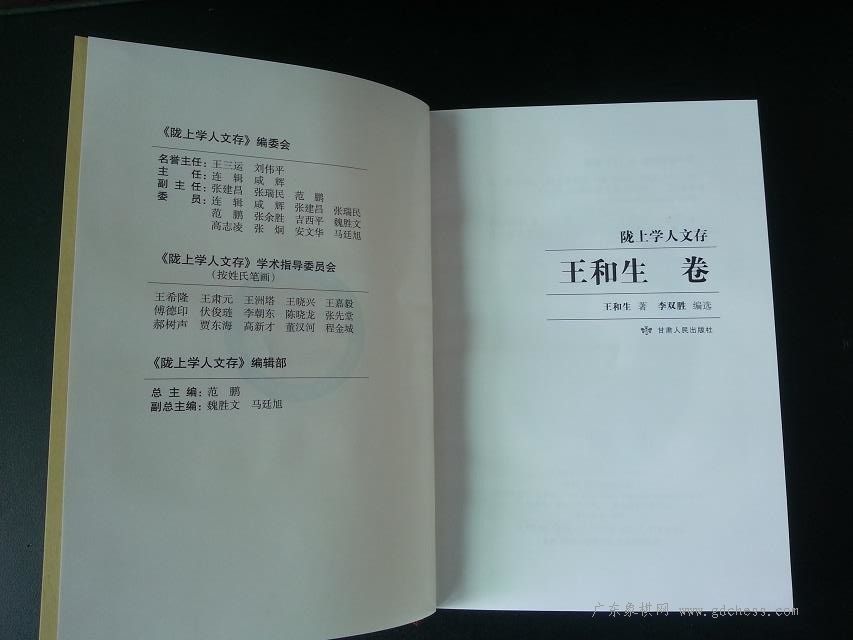 《陇上学人文存》编委会
名誉主任：王三运 刘伟平
主 任：连 辑 咸 辉
副 主 任：张建昌 张瑞民 范 鹏
委 员：连 辑 咸 辉 张建昌 张瑞民
范 鹏 张余胜 吉西平 魏胜文
高志凌 张 炯 安文华 马廷旭
《陇上学人文存》学术指导委员会
（按姓氏笔画）
王希隆 王肃元 王洲塔 王晓兴 王嘉毅
傅德印 伏俊琏 李朝东 陈晓龙 张先堂
郝树声 贾东海 高新才 董汉河 程金城
《陇上学人文存》编辑部
总 主 编：范 鹏
副总主编：魏胜文 马廷旭
陇上学人文存
王和生 卷
王和生 著 李双胜 编选
甘肃人民出版社
广东象棋网 www.gdchess.com